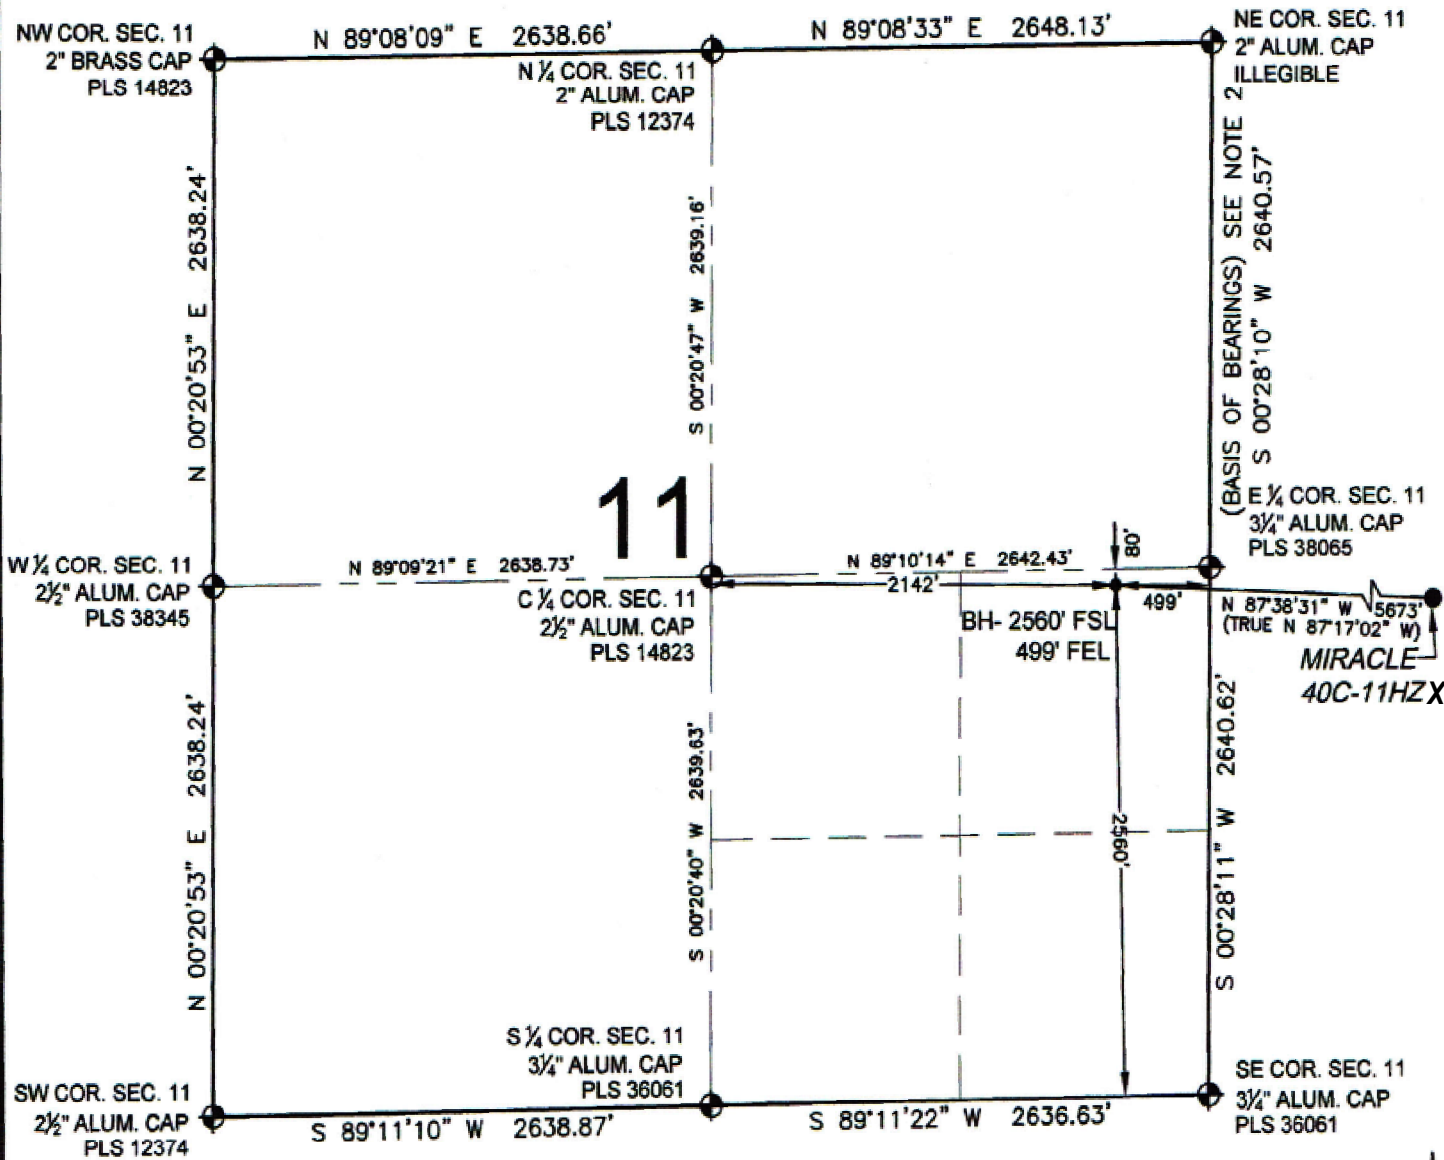 NW COR. SEC. 11
2" BRASS CAP
PLS 14823
N 89°08'09" E 2638.66'
N ¼ COR. SEC. 11
2" ALUM. CAP
PLS 12374
N 89°08'33" E 2648.13'
NE COR. SEC. 11
2" ALUM. CAP
ILLEGIBLE
N 00°20'53" E 2638.24'
S 00°20'47" W 2639.16'
(BASIS OF BEARINGS) SEE NOTE 2
S 00°28'10" W 2640.57'
11
E ¼ COR. SEC. 11
3¼" ALUM. CAP
PLS 38065
W ¼ COR. SEC. 11
2½" ALUM. CAP
PLS 38345
N 89°09'21" E 2638.73'
C ¼ COR. SEC. 11
2½" ALUM. CAP
PLS 14823
N 89°10'14" E 2642.43'
80'
2142'
499'
BH- 2560' FSL
499' FEL
N 87°38'31" W 5673'
(TRUE N 87°17'02" W)
MIRACLE
40C-11HZX
N 00°20'53" E 2638.24'
S 00°20'40" W 2639.63'
2560'
S 00°28'11" W 2640.62'
SW COR. SEC. 11
2½" ALUM. CAP
PLS 12374
S 89°11'10" W 2638.87'
S ¼ COR. SEC. 11
3¼" ALUM. CAP
PLS 36061
S 89°11'22" W 2636.63'
SE COR. SEC. 11
3¼" ALUM. CAP
PLS 36061